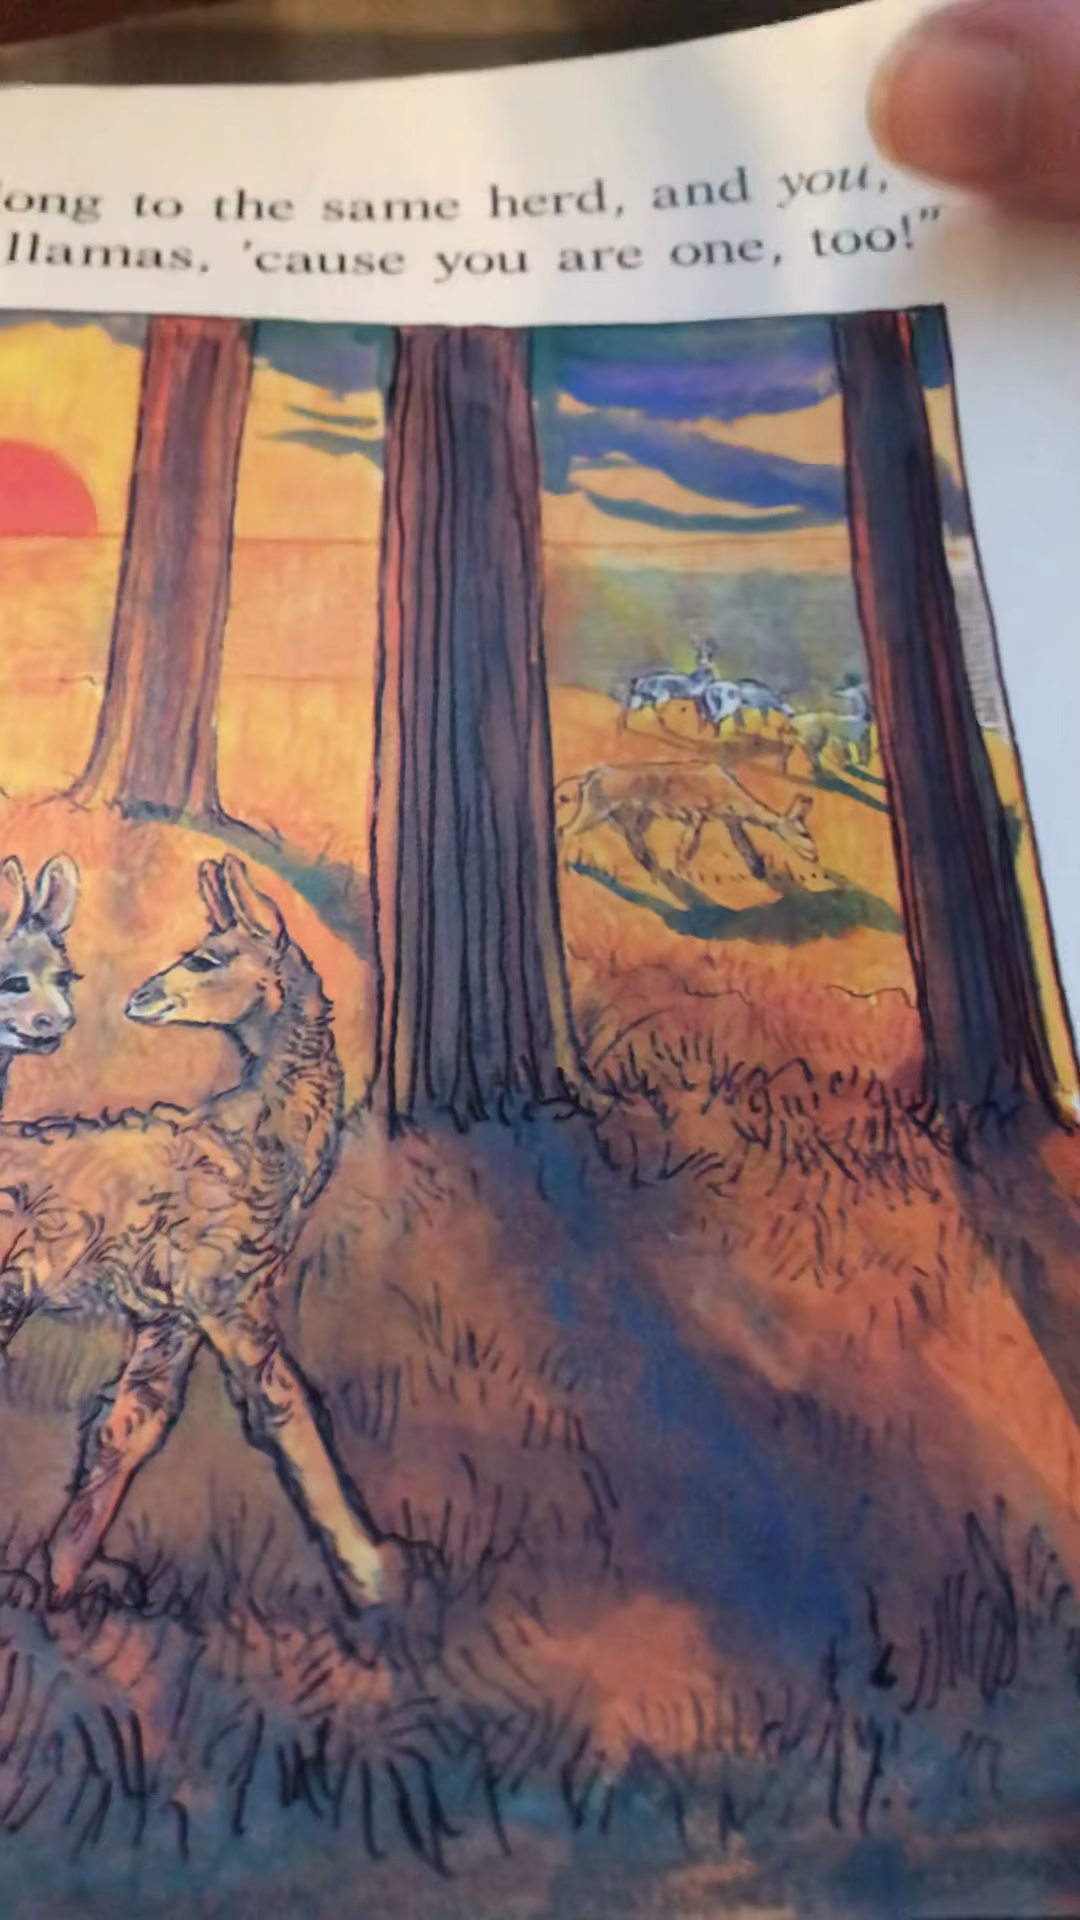 ong to the same herd, and you,
llamas, 'cause you are one, too!"